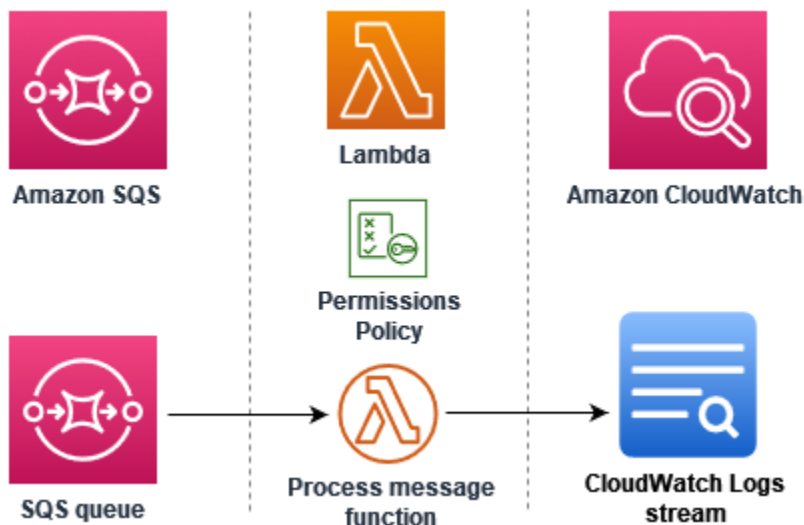 Amazon SQS
Lambda
Amazon CloudWatch
Permissions
Policy
SQS queue
Process message
function
CloudWatch Logs
stream